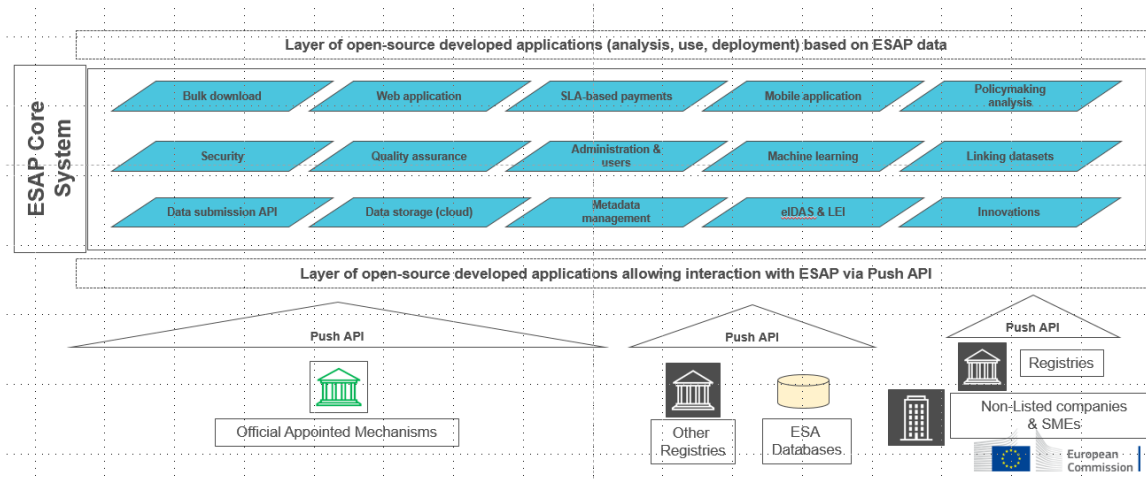 Layer of open-source developed applications (analysis, use, deployment) based on ESAP data
ESAP Core
System
Bulk download
Web application
SLA-based payments
Mobile application
Policymaking
analysis
Security
Quality assurance
Administration &
users
Machine learning
Linking datasets
Data submission API
Data storage (cloud)
Metadata
management
eIDAS & LEI
Innovations
Layer of open-source developed applications allowing interaction with ESAP via Push API
Push API
Push API
Push API
Registries
Official Appointed Mechanisms
Other
Registries
ESA
Databases
Non-Listed companies
& SMEs
European
Commission